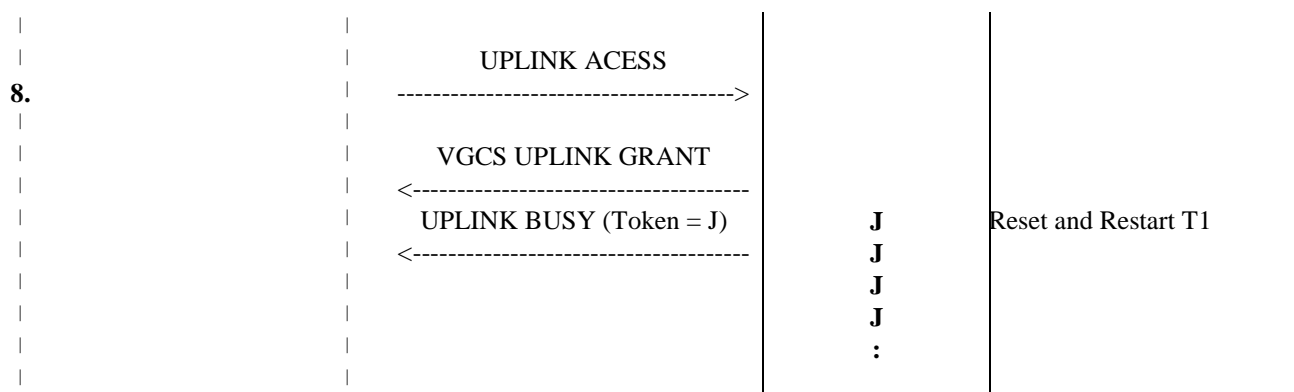 UPLINK ACESS
8.
------------------------------------->
VGCS UPLINK GRANT
<-------------------------------------
UPLINK BUSY (Token = J) J Reset and Restart T1
<------------------------------------- J
J
J
: